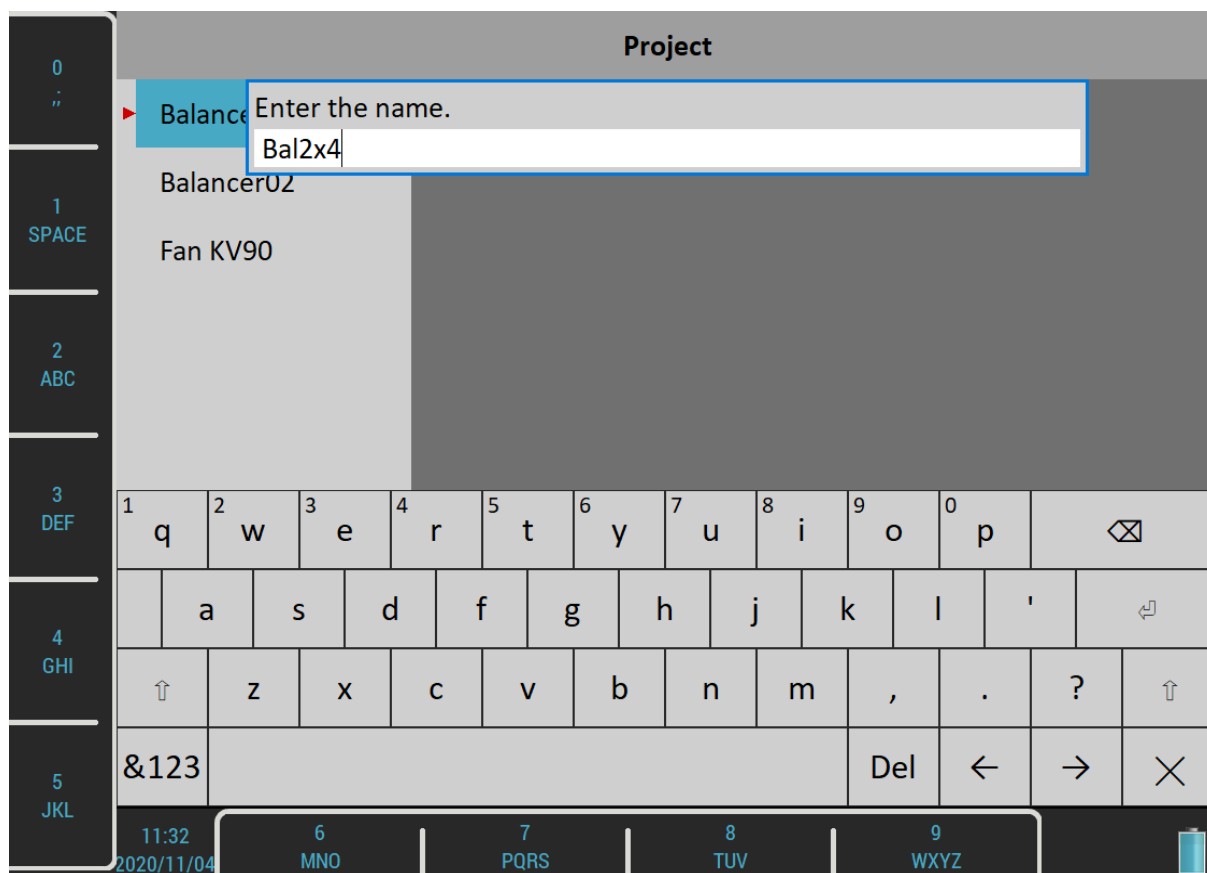 Project
0
.,;
1
SPACE
2
ABC
3
DEF
4
GHI
5
JKL
Enter the name.
Bal2x4
Balance
Balancer02
Fan KV90
1 q 2 w 3 e 4 r 5 t 6 y 7 u 8 i 9 o 0 p ⌫
a s d f g h j k l ' ⏎
⇧ z x c v b n m , . ? ⇧
&123 Del ← → ×
11:32
2020/11/04
6
MNO
7
PQRS
8
TUV
9
WXYZ